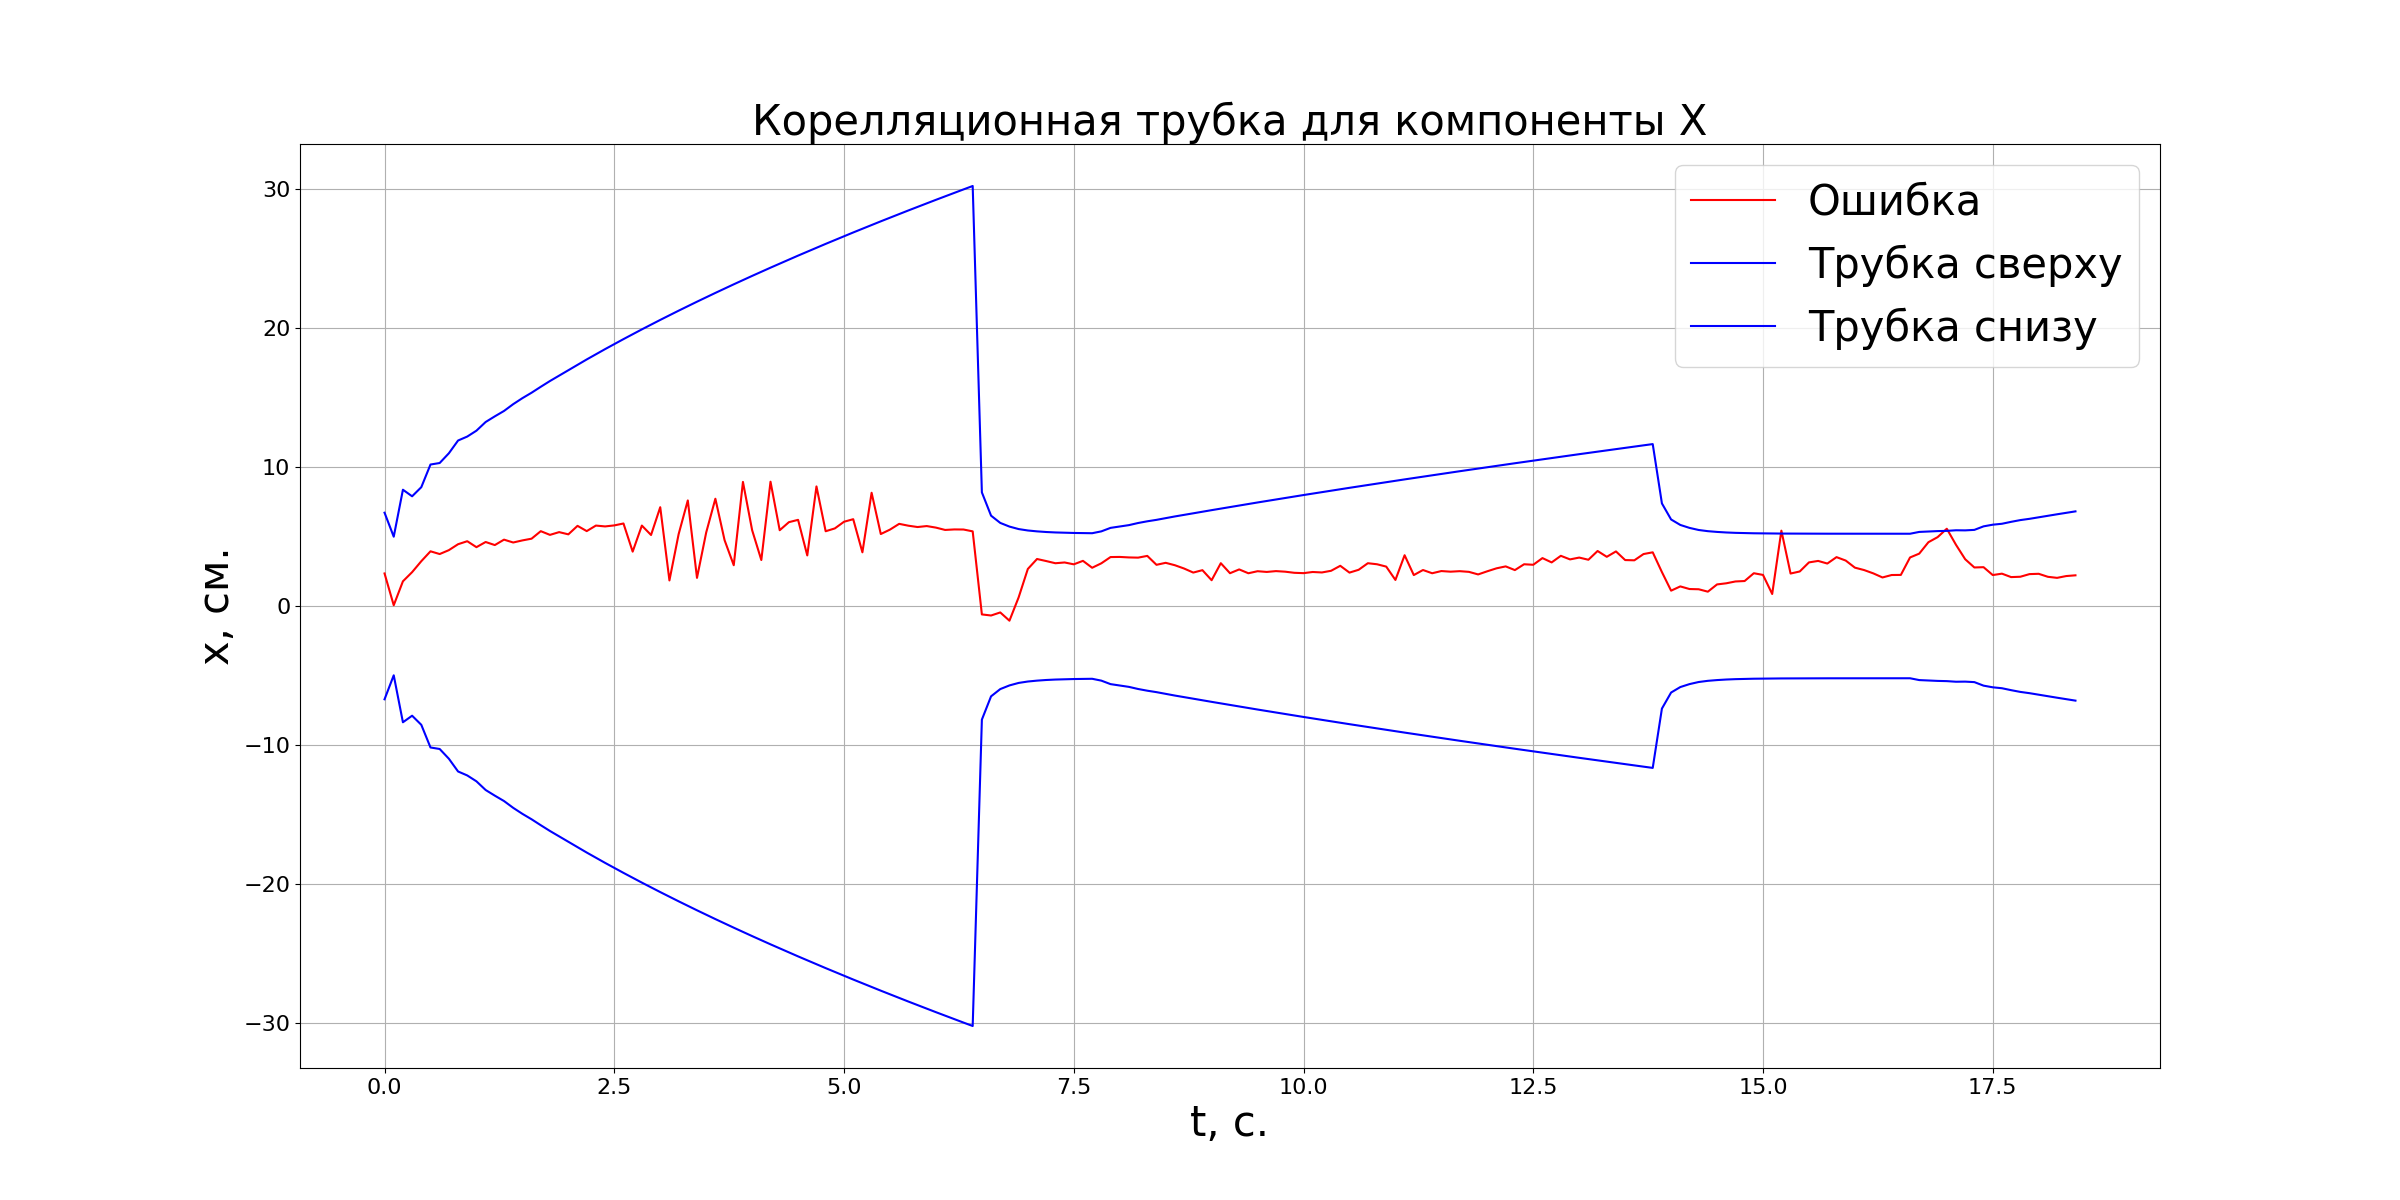 Корелляционная трубка для компоненты X
Ошибка
Трубка сверху
Трубка снизу
x, см.
30
20
10
0
−10
−20
−30
0.0 2.5 5.0 7.5 10.0 12.5 15.0 17.5
t, с.